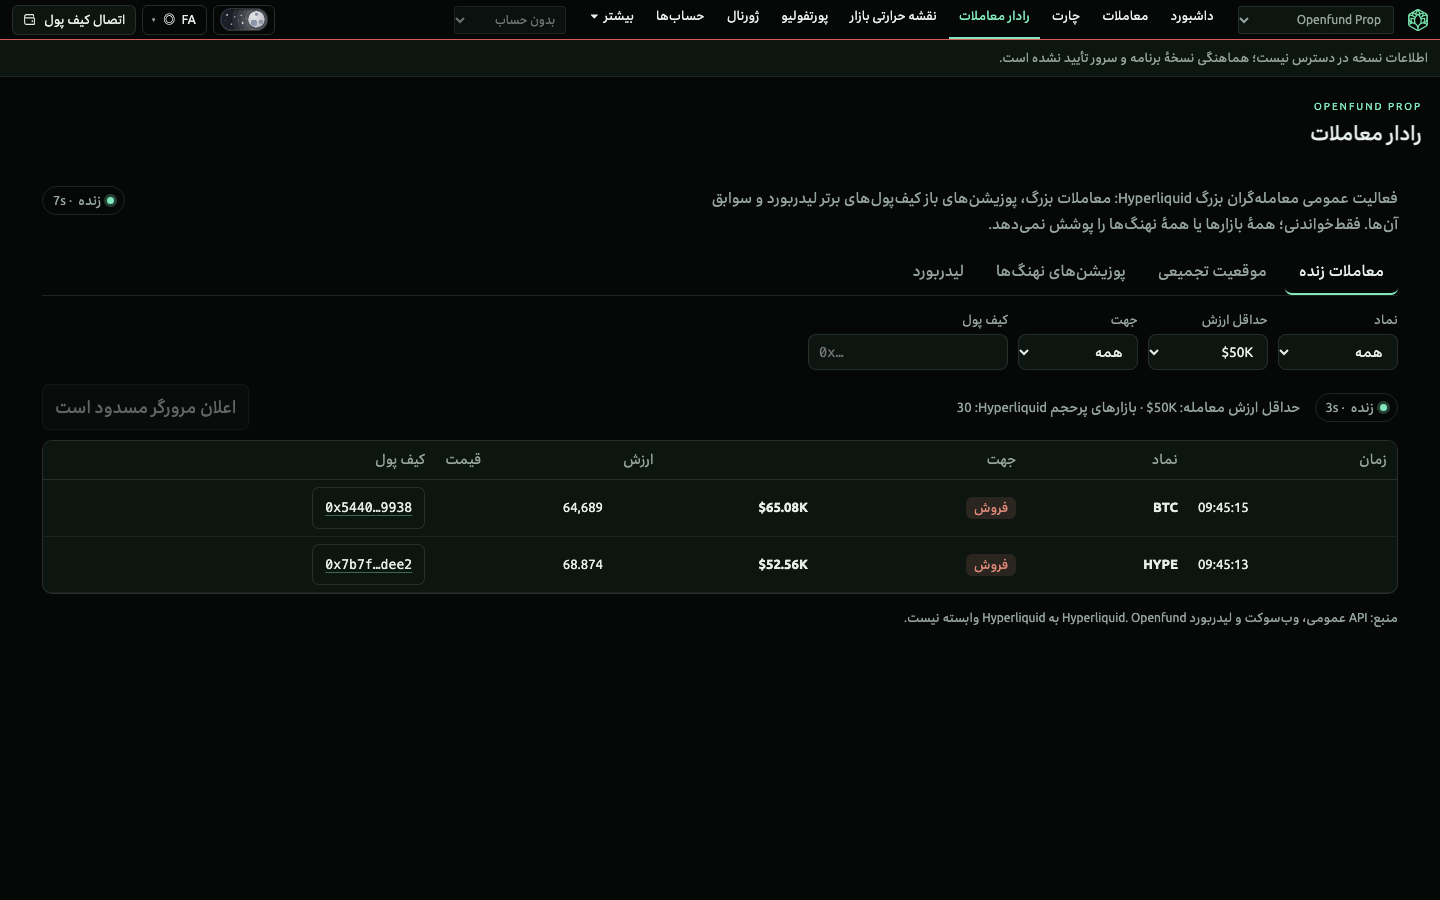 Openfund Prop
داشبورد
معاملات
چارت
رادار معاملات
نقشه حرارتی بازار
پورتفولیو
ژورنال
حساب‌ها
بیشتر
بدون حساب
FA
اتصال کیف پول
اطلاعات نسخه در دسترس نیست؛ هماهنگی نسخهٔ برنامه و سرور تأیید نشده است.
OPENFUND PROP
رادار معاملات
فعالیت عمومی معامله‌گران بزرگ Hyperliquid: معاملات بزرگ، پوزیشن‌های باز کیف‌پول‌های برتر لیدربورد و سوابق
آن‌ها. فقط‌خواندنی؛ همهٔ بازارها یا همهٔ نهنگ‌ها را پوشش نمی‌دهد.
زنده · 7s
معاملات زنده
موقعیت تجمیعی
پوزیشن‌های نهنگ‌ها
لیدربورد
نماد
حداقل ارزش
جهت
کیف پول
همه
$50K
همه
0x…
زنده · 3s
حداقل ارزش معامله: $50K · بازارهای پرحجم Hyperliquid: 30
اعلان مرورگر مسدود است
زمان نماد جهت ارزش قیمت کیف پول
09:45:15 BTC فروش $65.08K 64,689 0x5440…9938
09:45:13 HYPE فروش $52.56K 68.874 0x7b7f…dee2
منبع: API عمومی، وب‌سوکت و لیدربورد Hyperliquid. Openfund به Hyperliquid وابسته نیست.